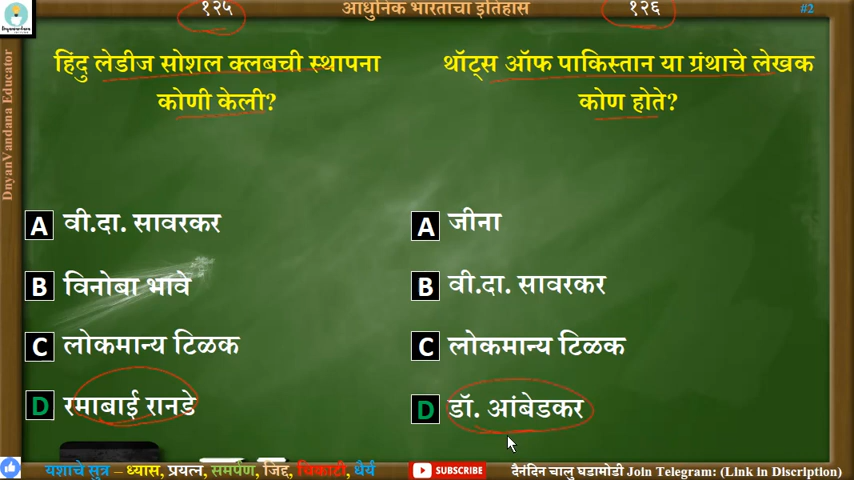 १२५
आधुनिक भारताचा इतिहास
१२६
#2
DnyanVandana Educator
हिंदु लेडीज सोशल क्लबची स्थापना
कोणी केली?
A वी.दा. सावरकर
B विनोबा भावे
C लोकमान्य टिळक
D रमाबाई रानडे
थॉट्स ऑफ पाकिस्तान या ग्रंथाचे लेखक
कोण होते?
A जीना
B वी.दा. सावरकर
C लोकमान्य टिळक
D डॉ. आंबेडकर
यशाचे सुत्र – ध्यास, प्रयत्न, समर्पण, जिद्द, चिकाटी, धैर्य
SUBSCRIBE
दैनंदिन चालु घडामोडी Join Telegram: (Link in Discription)